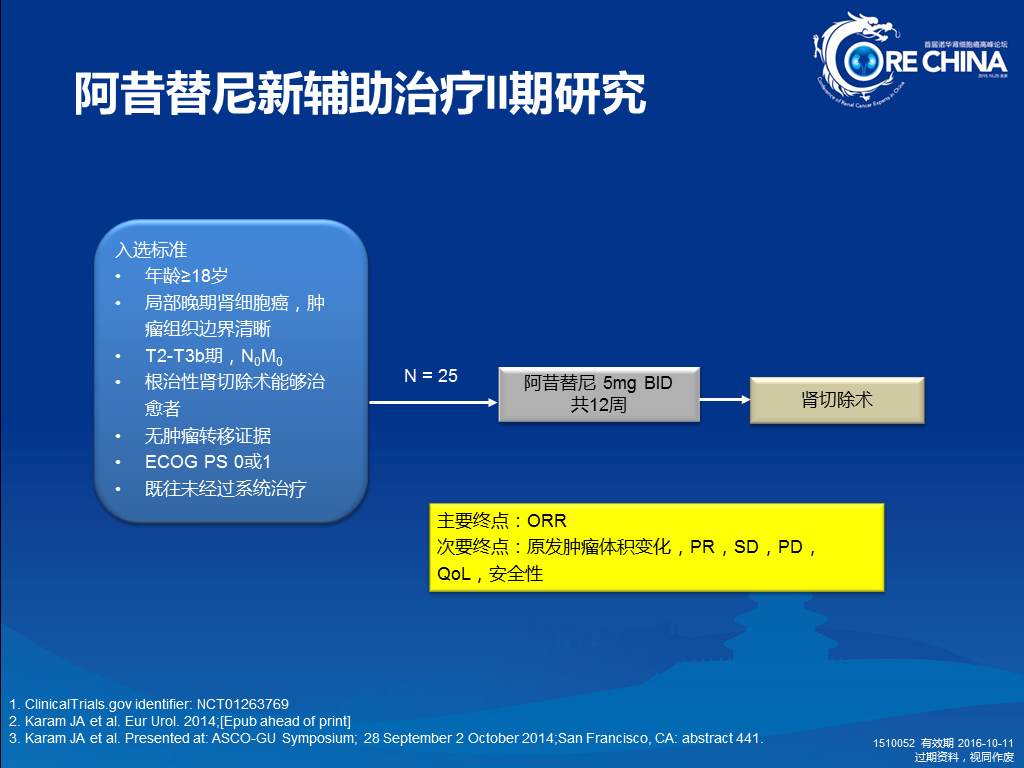 首届诺华肾细胞癌高峰论坛
CORE CHINA
2015.10.25 北京
Conference of Renal Cancer Experts in China
阿昔替尼新辅助治疗II期研究
入选标准
• 年龄≥18岁
• 局部晚期肾细胞癌，肿
瘤组织边界清晰
• T2-T3b期，N0M0
• 根治性肾切除术能够治
愈者
• 无肿瘤转移证据
• ECOG PS 0或1
• 既往未经过系统治疗
N = 25
阿昔替尼 5mg BID
共12周
肾切除术
主要终点：ORR
次要终点：原发肿瘤体积变化，PR，SD，PD，
QoL，安全性
1. ClinicalTrials.gov identifier: NCT01263769
2. Karam JA et al. Eur Urol. 2014;[Epub ahead of print]
3. Karam JA et al. Presented at: ASCO-GU Symposium; 28 September 2 October 2014;San Francisco, CA: abstract 441.
1510052 有效期 2016-10-11
过期资料，视同作废